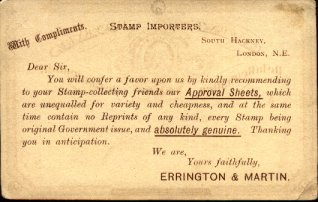 With Compliments.
STAMP IMPORTERS.
SOUTH HACKNEY,
LONDON, N.E.
Dear Sir,
You will confer a favor upon us by kindly recommending
to your Stamp-collecting friends our Approval Sheets, which
are unequalled for variety and cheapness, and at the same
time contain no Reprints of any kind, every Stamp being
original Government issue, and absolutely genuine. Thanking
you in anticipation.
We are,
Yours faithfully,
ERRINGTON & MARTIN.